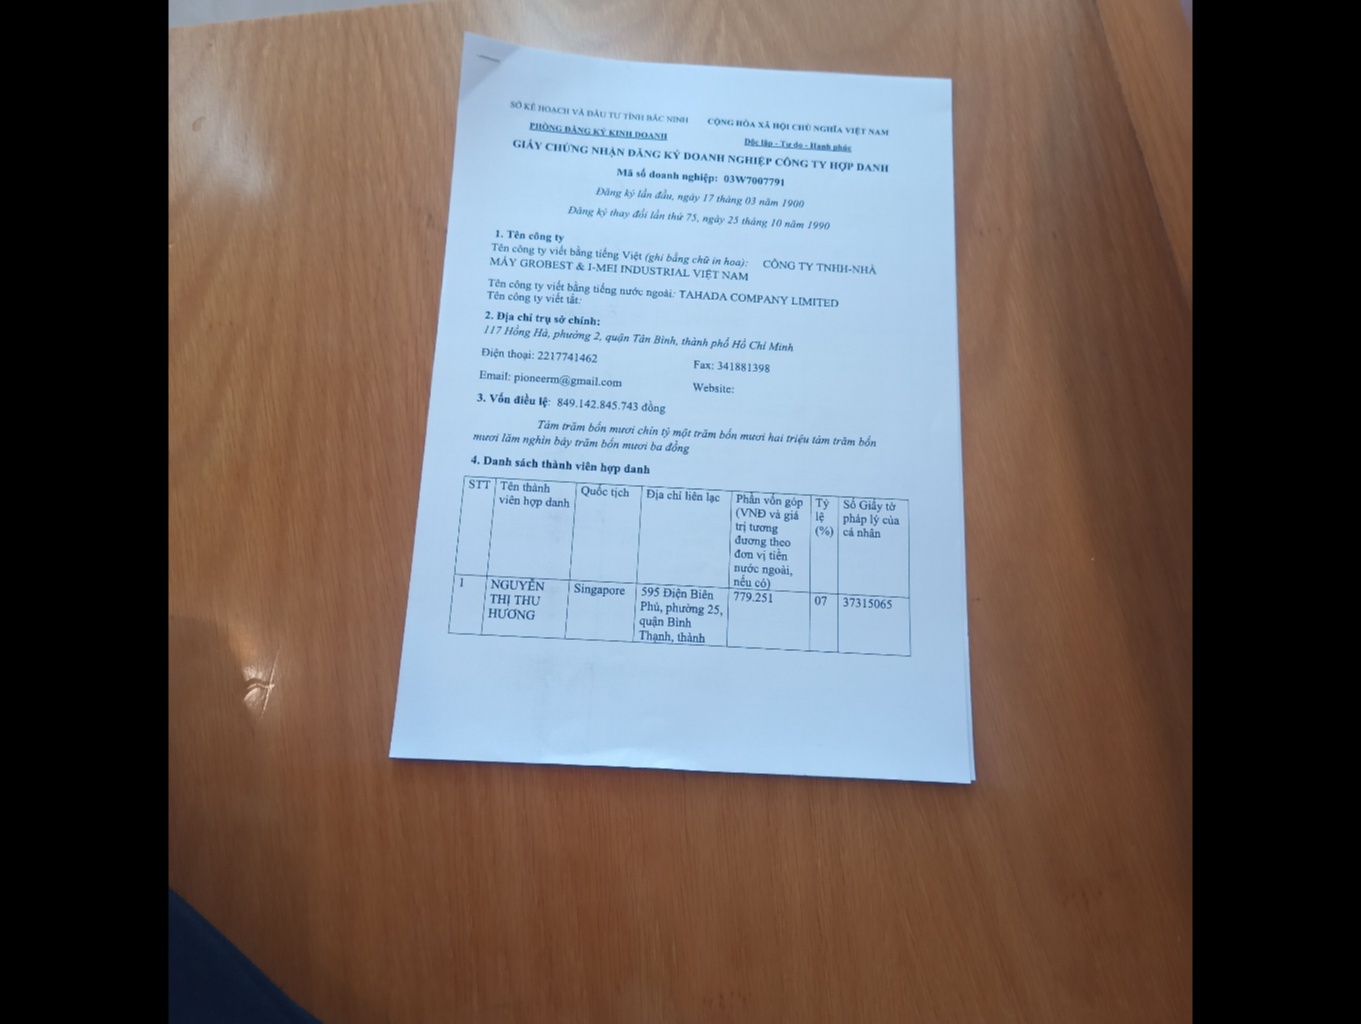 SỞ KẾ HOẠCH VÀ ĐẦU TƯ TỈNH BẮC NINH
PHÒNG ĐĂNG KÝ KINH DOANH
CỘNG HÒA XÃ HỘI CHỦ NGHĨA VIỆT NAM
Độc lập - Tự do - Hạnh phúc
GIẤY CHỨNG NHẬN ĐĂNG KÝ DOANH NGHIỆP CÔNG TY HỢP DANH
Mã số doanh nghiệp: 03W7007791
Đăng ký lần đầu, ngày 17 tháng 03 năm 1900
Đăng ký thay đổi lần thứ 75, ngày 25 tháng 10 năm 1990
1. Tên công ty
Tên công ty viết bằng tiếng Việt (ghi bằng chữ in hoa): CÔNG TY TNHH-NHÀ
MÁY GROBEST & I-MEI INDUSTRIAL VIỆT NAM
Tên công ty viết bằng tiếng nước ngoài: TAHADA COMPANY LIMITED
Tên công ty viết tắt:
2. Địa chỉ trụ sở chính:
117 Hồng Hà, phường 2, quận Tân Bình, thành phố Hồ Chí Minh
Điện thoại: 2217741462 Fax: 341881398
Email: pioneerm@gmail.com Website:
3. Vốn điều lệ: 849.142.845.743 đồng
Tám trăm bốn mươi chín tỷ một trăm bốn mươi hai triệu tám trăm bốn
mươi lăm nghìn bảy trăm bốn mươi ba đồng
4. Danh sách thành viên hợp danh
STT
Tên thành
viên hợp danh
Quốc tịch
Địa chỉ liên lạc
Phần vốn góp
(VNĐ và giá
trị tương
đương theo
đơn vị tiền
nước ngoài,
nếu có)
Tỷ
lệ
(%)
Số Giấy tờ
pháp lý của
cá nhân
1
NGUYỄN
THỊ THU
HƯƠNG
Singapore
595 Điện Biên
Phủ, phường 25,
quận Bình
Thạnh, thành
779.251
07
37315065